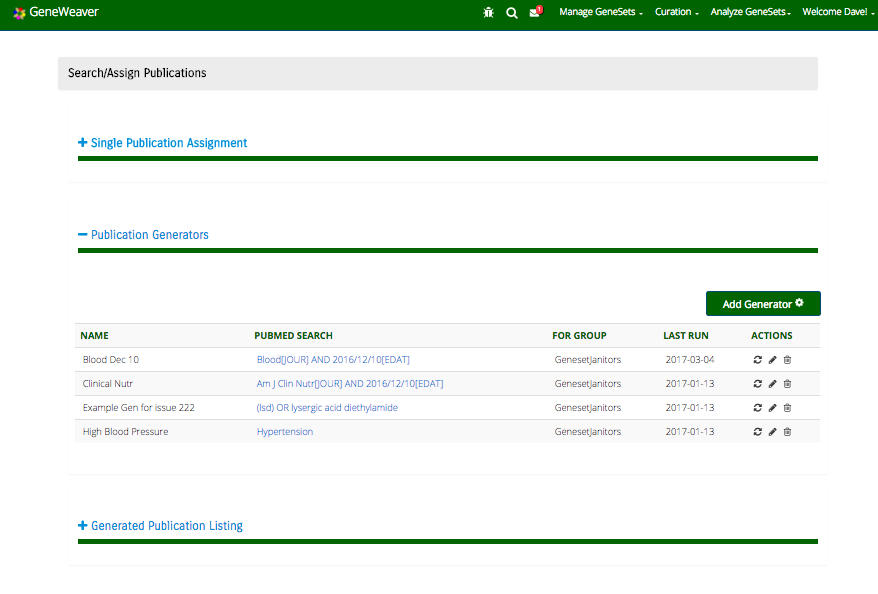 GeneWeaver 1 Manage GeneSets Curation Analyze GeneSets Welcome Dave!
Search/Assign Publications
Single Publication Assignment
Publication Generators
Add Generator
NAME PUBMED SEARCH FOR GROUP LAST RUN ACTIONS
Blood Dec 10 Blood[JOUR] AND 2016/12/10[EDAT] GenesetJanitors 2017-03-04
Clinical Nutr Am J Clin Nutr[JOUR] AND 2016/12/10[EDAT] GenesetJanitors 2017-01-13
Example Gen for issue 222 (lsd) OR lysergic acid diethylamide GenesetJanitors 2017-01-13
High Blood Pressure Hypertension GenesetJanitors 2017-01-13
Generated Publication Listing